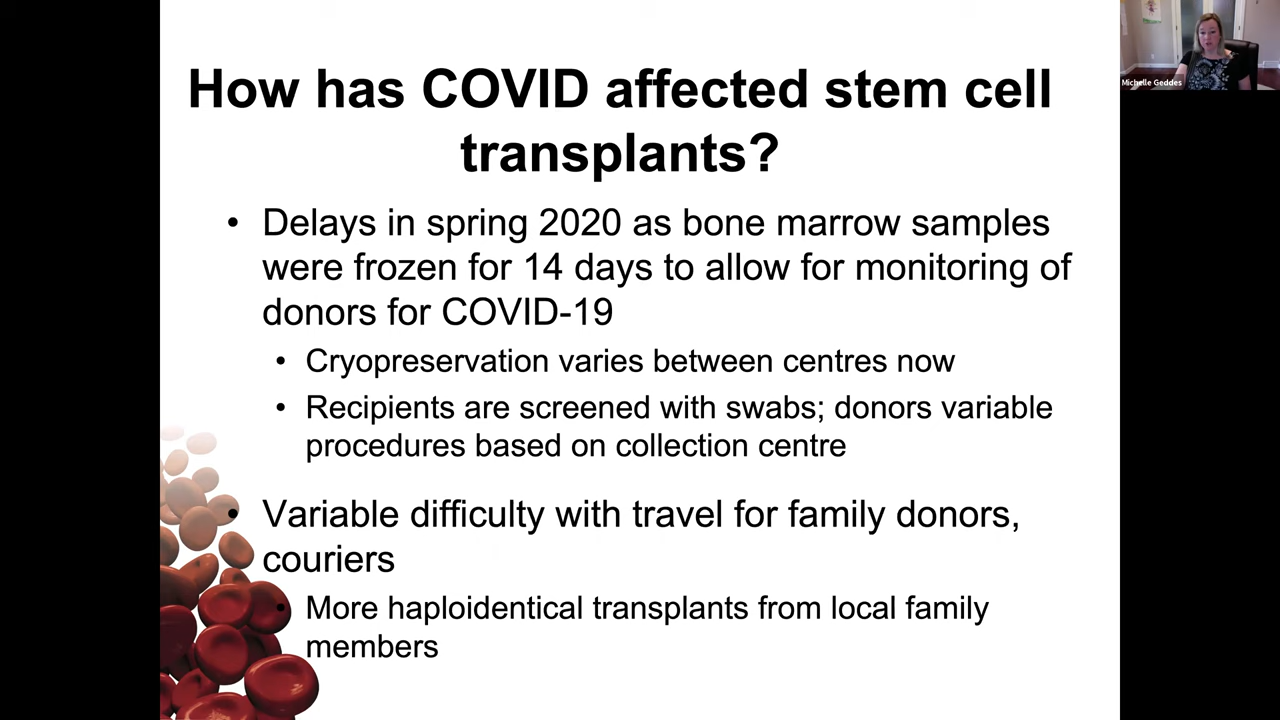 How has COVID affected stem cell
transplants?
• Delays in spring 2020 as bone marrow samples
were frozen for 14 days to allow for monitoring of
donors for COVID-19
• Cryopreservation varies between centres now
• Recipients are screened with swabs; donors variable
procedures based on collection centre
• Variable difficulty with travel for family donors,
couriers
• More haploidentical transplants from local family
members
Michelle Geddes